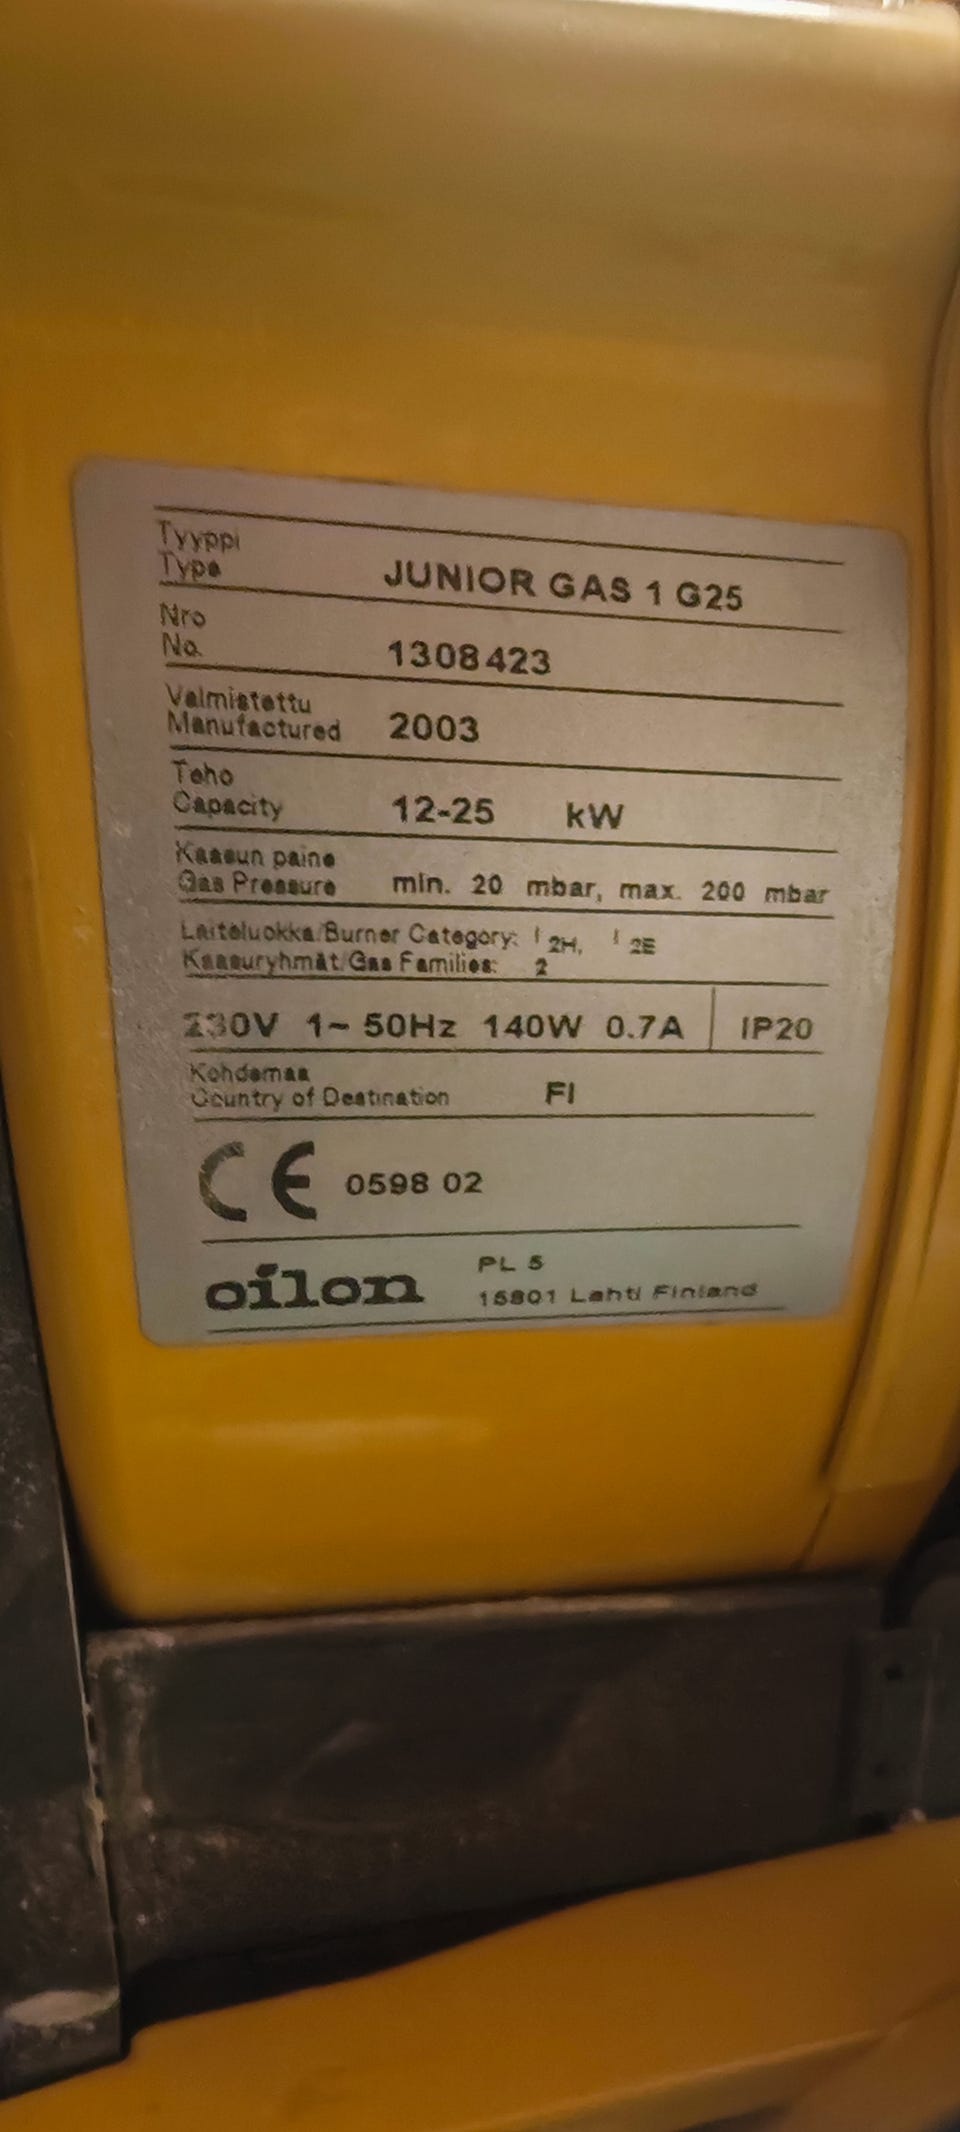 Tyyppi
Type JUNIOR GAS 1 G25
Nro
No. 1308423
Valmistettu
Manufactured 2003
Teho
Capacity 12-25 kW
Kaasun paine
Gas Pressure min. 20 mbar, max. 200 mbar
Laiteluokka/Burner Category: I 2H, I 2E
Kaasuryhmät/Gas Families: 2
230V 1~ 50Hz 140W 0.7A IP20
Kohdemaa
Country of Destination FI
CE 0598 02
oilon PL 5
15801 Lahti Finland